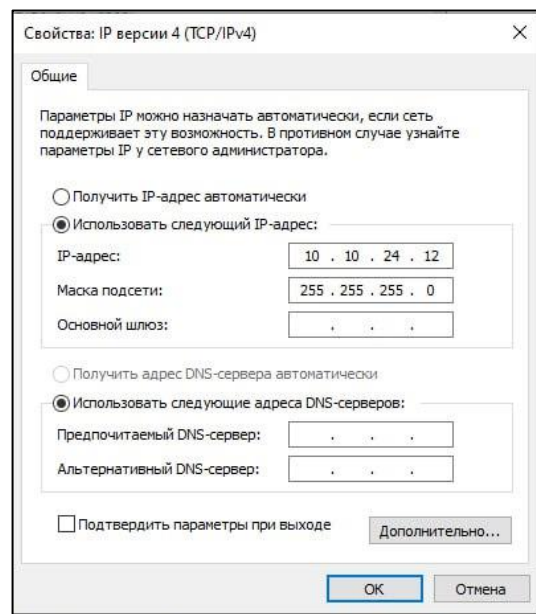 Свойства: IP версии 4 (TCP/IPv4)
Общие
Параметры IP можно назначать автоматически, если сеть
поддерживает эту возможность. В противном случае узнайте
параметры IP у сетевого администратора.
Получить IP-адрес автоматически
Использовать следующий IP-адрес:
IP-адрес: 10 . 10 . 24 . 12
Маска подсети: 255 . 255 . 255 . 0
Основной шлюз: . . .
Получить адрес DNS-сервера автоматически
Использовать следующие адреса DNS-серверов:
Предпочитаемый DNS-сервер: . . .
Альтернативный DNS-сервер: . . .
Подтвердить параметры при выходе
Дополнительно...
ОК Отмена